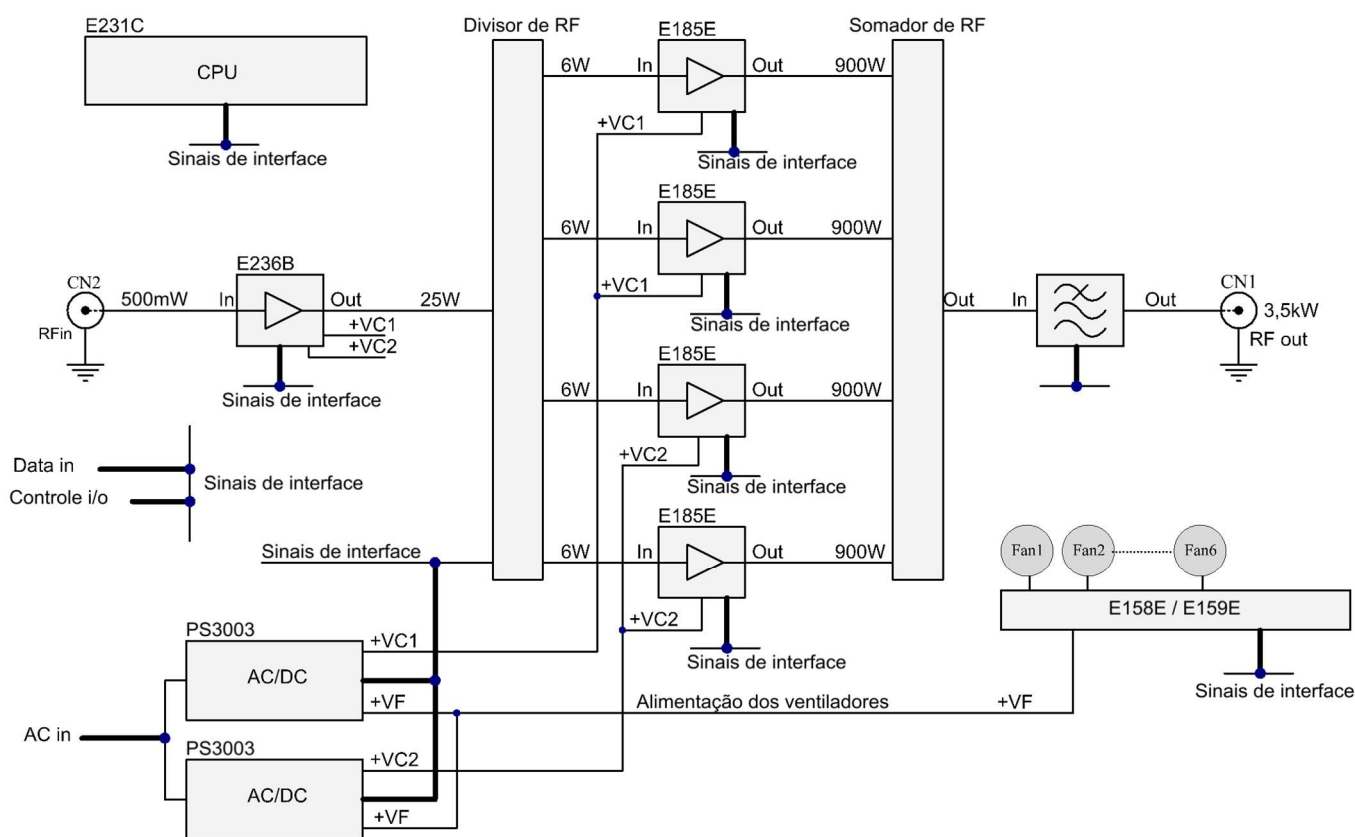 E231C
CPU
Sinais de interface
Divisor de RF
E185E
Somador de RF
6W
In
Out
900W
+VC1
Sinais de interface
E185E
6W
In
Out
900W
+VC1
Sinais de interface
CN2
RFin
500mW
E236B
In
Out
25W
+VC1
+VC2
Sinais de interface
Out
In
Out
CN1
3,5kW
RF out
E185E
6W
In
Out
900W
+VC2
Sinais de interface
Data in
Controle i/o
Sinais de interface
E185E
Sinais de interface
6W
In
Out
900W
+VC2
Sinais de interface
Fan1
Fan2
Fan6
E158E / E159E
Sinais de interface
PS3003
AC/DC
+VC1
+VF
Alimentação dos ventiladores
+VF
AC in
PS3003
AC/DC
+VC2
+VF